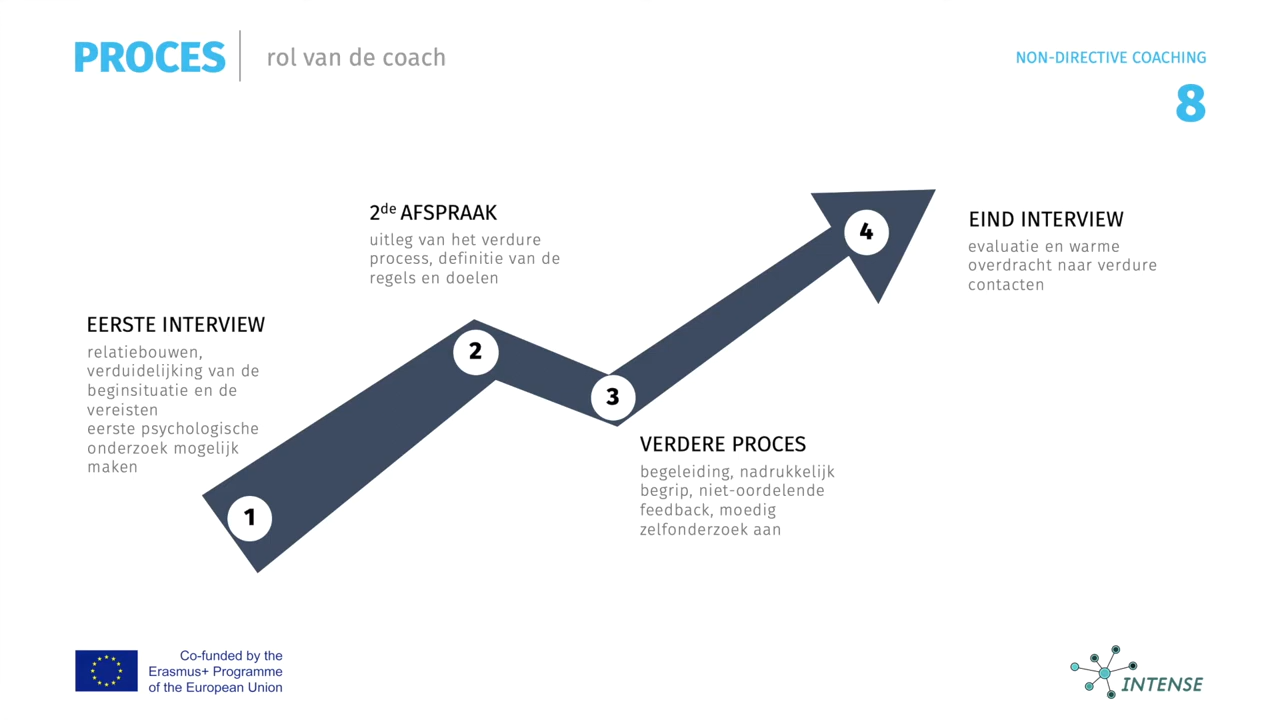 PROCES
rol van de coach
NON-DIRECTIVE COACHING
8
2de AFSPRAAK
uitleg van het verdure
process, definitie van de
regels en doelen
4
EIND INTERVIEW
evaluatie en warme
overdracht naar verdure
contacten
EERSTE INTERVIEW
relatiebouwen,
verduidelijking van de
beginsituatie en de
vereisten
eerste psychologische
onderzoek mogelijk
maken
2
3
VERDERE PROCES
begeleiding, nadrukkelijk
begrip, niet-oordelende
feedback, moedig
zelfonderzoek aan
1
Co-funded by the
Erasmus+ Programme
of the European Union
INTENSE